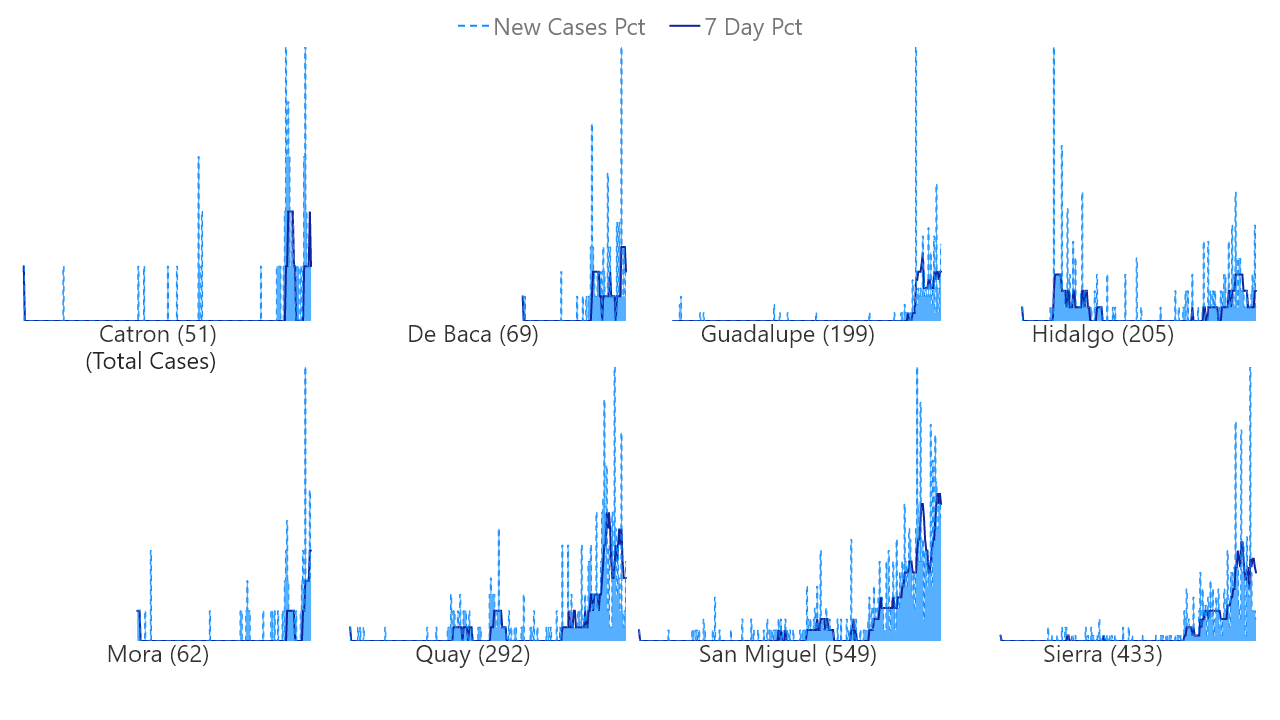 New Cases Pct 7 Day Pct
Catron (51)
(Total Cases)
De Baca (69)
Guadalupe (199)
Hidalgo (205)
Mora (62)
Quay (292)
San Miguel (549)
Sierra (433)